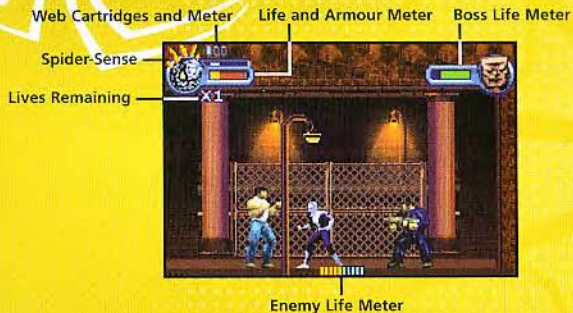 Web Cartridges and Meter
Life and Armour Meter
Boss Life Meter
Spider-Sense
Lives Remaining
X1
Enemy Life Meter